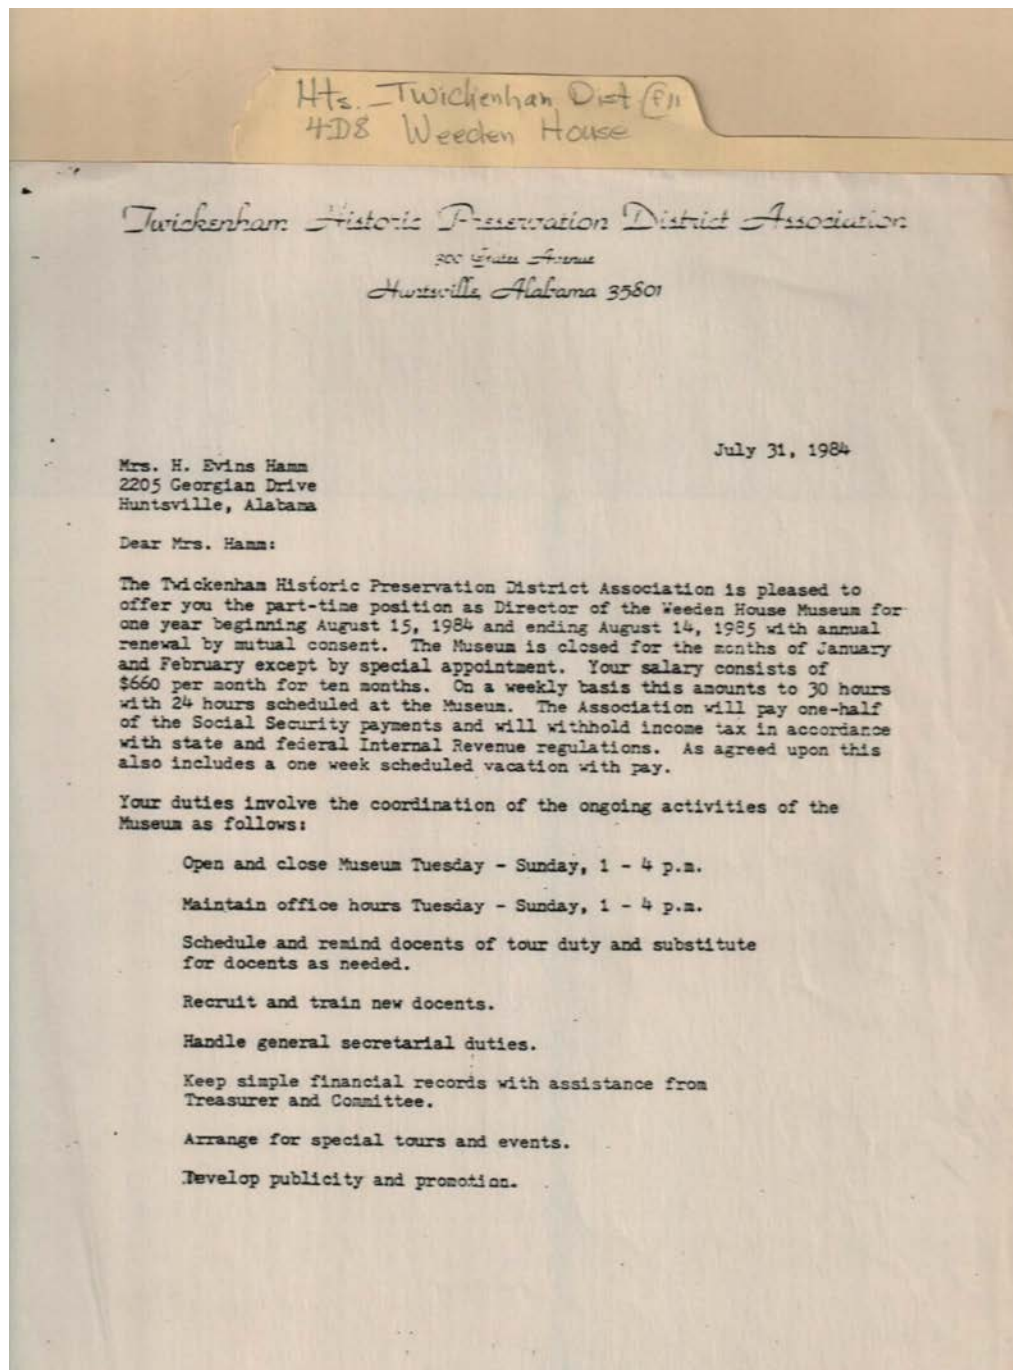 Hts. - Twickenham Dist
4D8 Weeden House
Twickenham Historic Preservation District Association
300 Gates Avenue
Huntsville, Alabama 35801
July 31, 1984
Mrs. H. Evins Hamm
2205 Georgian Drive
Huntsville, Alabama
Dear Mrs. Hamm:
The Twickenham Historic Preservation District Association is pleased to
offer you the part-time position as Director of the Weeden House Museum for
one year beginning August 15, 1984 and ending August 14, 1985 with annual
renewal by mutual consent. The Museum is closed for the months of January
and February except by special appointment. Your salary consists of
$660 per month for ten months. On a weekly basis this amounts to 30 hours
with 24 hours scheduled at the Museum. The Association will pay one-half
of the Social Security payments and will withhold income tax in accordance
with state and federal Internal Revenue regulations. As agreed upon this
also includes a one week scheduled vacation with pay.
Your duties involve the coordination of the ongoing activities of the
Museum as follows:
Open and close Museum Tuesday - Sunday, 1 - 4 p.m.
Maintain office hours Tuesday - Sunday, 1 - 4 p.m.
Schedule and remind docents of tour duty and substitute
for docents as needed.
Recruit and train new docents.
Handle general secretarial duties.
Keep simple financial records with assistance from
Treasurer and Committee.
Arrange for special tours and events.
Develop publicity and promotion.